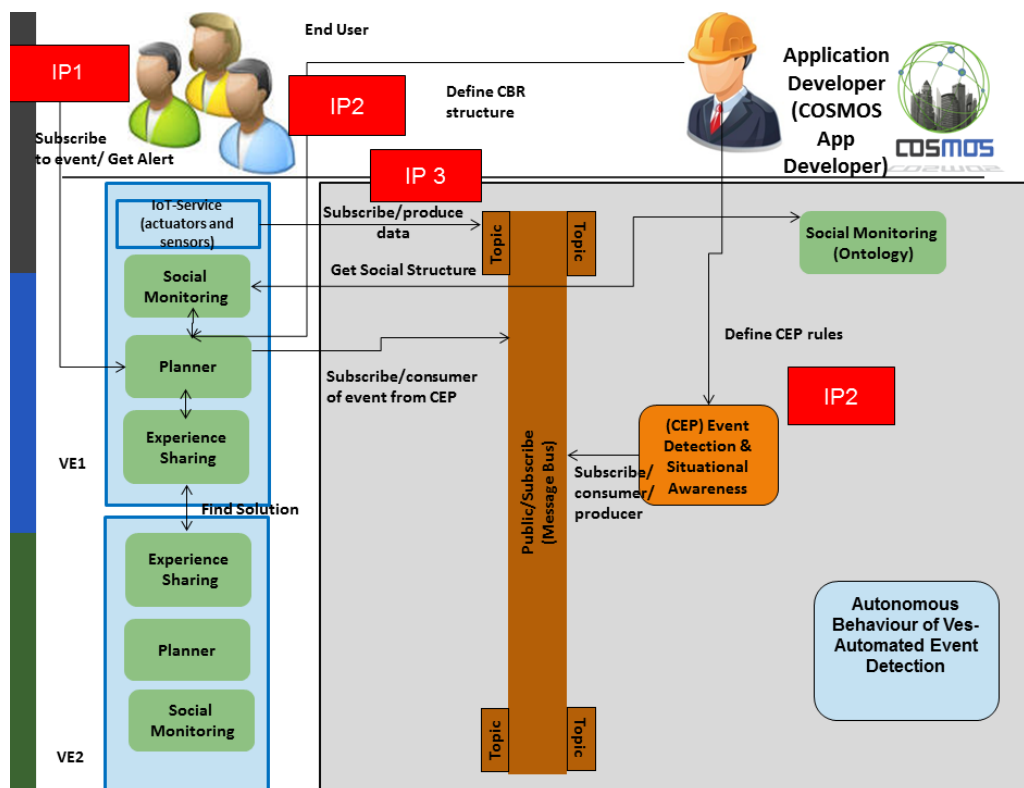 End User
IP1
IP2
Define CBR
structure
Application
Developer
(COSMOS
App
Developer)
COSMOS
Subscribe
to event/ Get Alert
IP 3
IoT-Service
(actuators and
sensors)
Subscribe/produce
data
Topic
Topic
Social Monitoring
(Ontology)
Social
Monitoring
Get Social Structure
Planner
Define CEP rules
Subscribe/consumer
of event from CEP
IP2
Experience
Sharing
VE1
Public/Subscribe
(Message Bus)
(CEP) Event
Detection &
Situational
Awareness
Subscribe/
consumer/
producer
Find Solution
Experience
Sharing
Planner
Social
Monitoring
VE2
Autonomous
Behaviour of Ves-
Automated Event
Detection
Topic
Topic